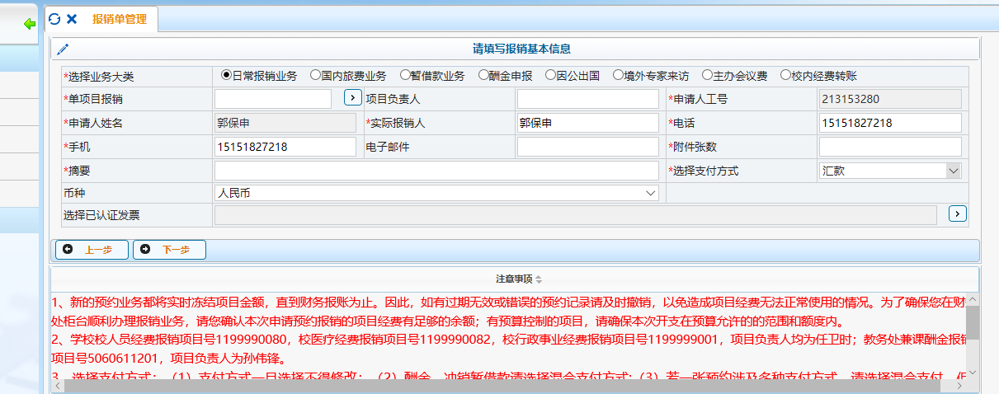 报销单管理
请填写报销基本信息
*选择业务大类 日常报销业务 国内旅费业务 暂借款业务 酬金申报 因公出国 境外专家来访 主办会议费 校内经费转账
*单项目报销 项目负责人 *申请人工号 213153280
*申请人姓名 郭保申 *实际报销人 郭保申 *电话 15151827218
*手机 15151827218 电子邮件 *附件张数
*摘要 *选择支付方式 汇款
币种 人民币
选择已认证发票
上一步 下一步
注意事项
1、新的预约业务都将实时冻结项目金额，直到财务报账为止。因此，如有过期无效或错误的预约记录请及时撤销，以免造成项目经费无法正常使用的情况。为了确保您在财
处柜台顺利办理报销业务，请您确认本次申请预约报销的项目经费有足够的余额；有预算控制的项目，请确保本次开支在预算允许的的范围和额度内。
2、学校校人员经费报销项目号1199990080，校医疗经费报销项目号1199990082，校行政事业经费报销项目号1199999001，项目负责人均为任卫时；教务处兼课酬金报销
项目号5060611201，项目负责人为孙伟锋。
3、选择支付方式：（1）支付方式一旦选择不得修改；（2）酬金、冲销暂借款请选择混合支付方式；（3）若一张预约涉及多种支付方式，请选择混合支付，